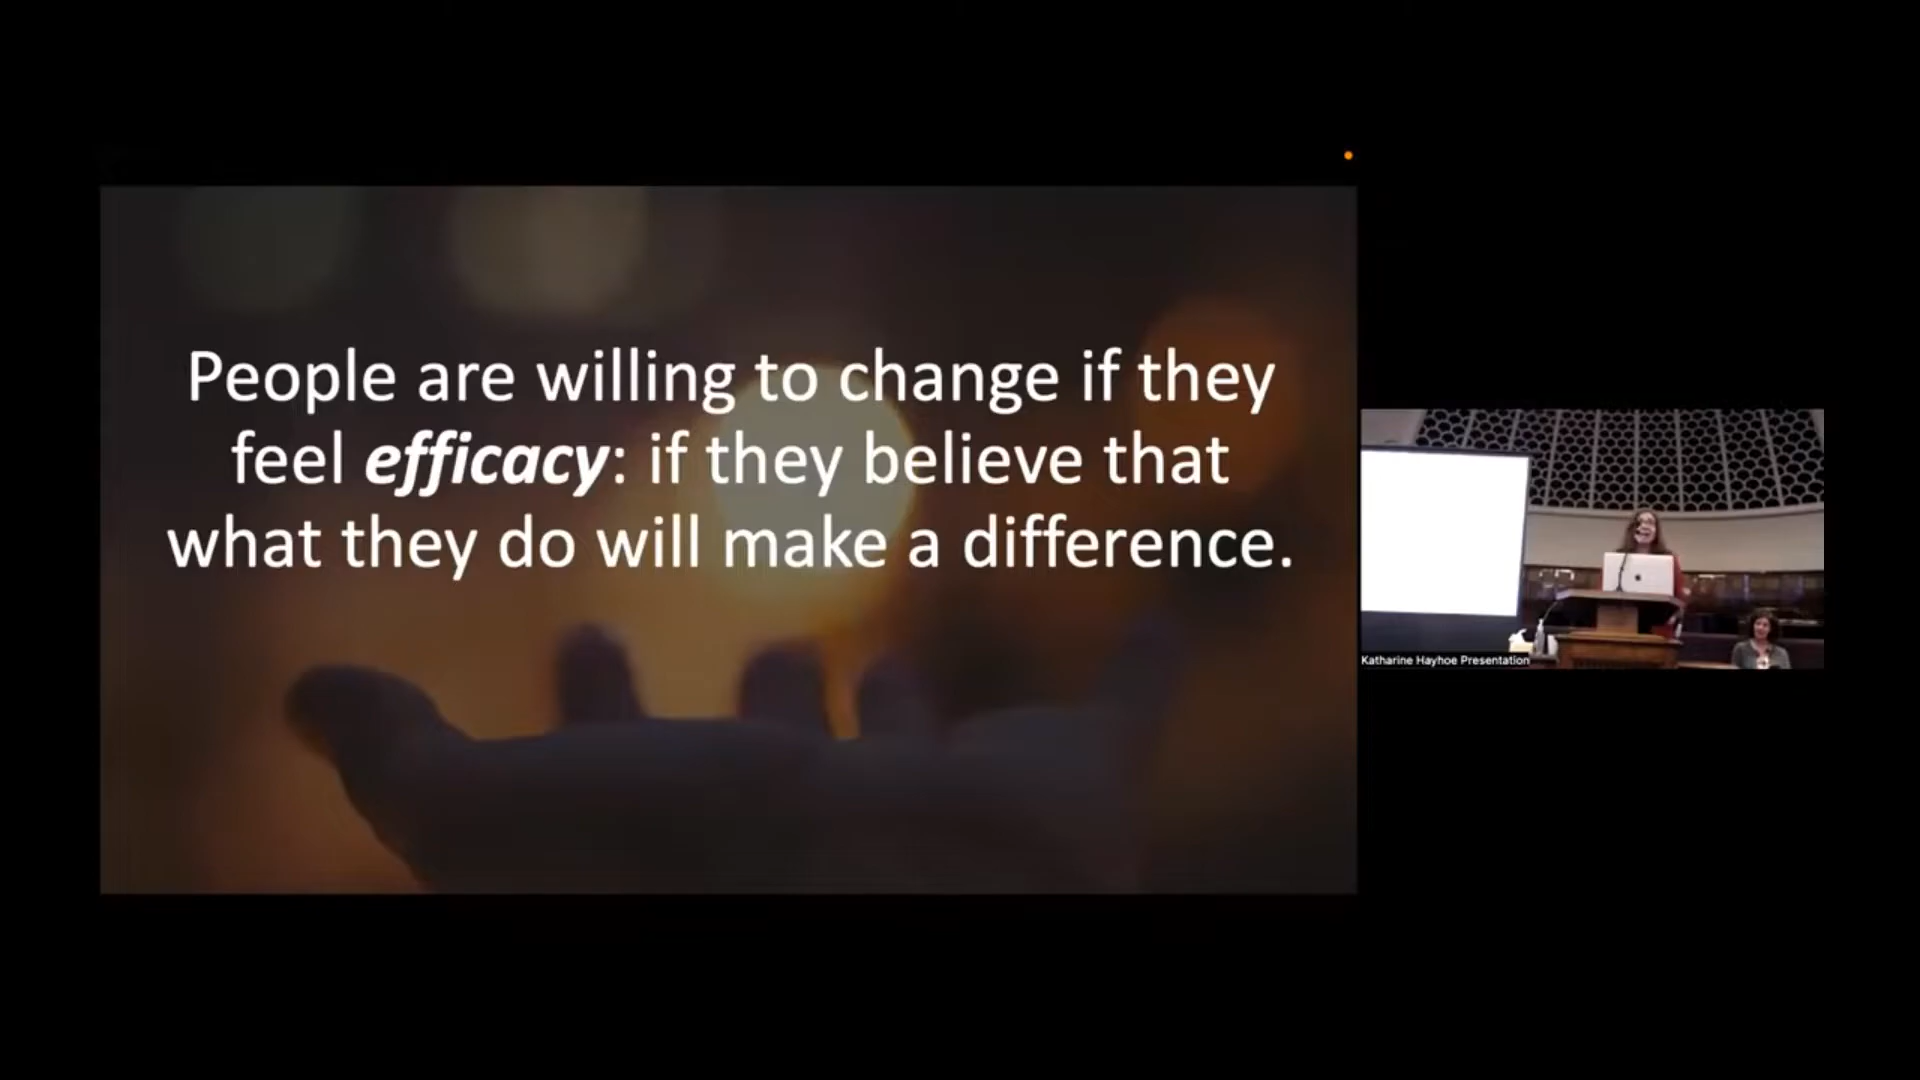 People are willing to change if they
feel efficacy: if they believe that
what they do will make a difference.
Katharine Hayhoe Presentation